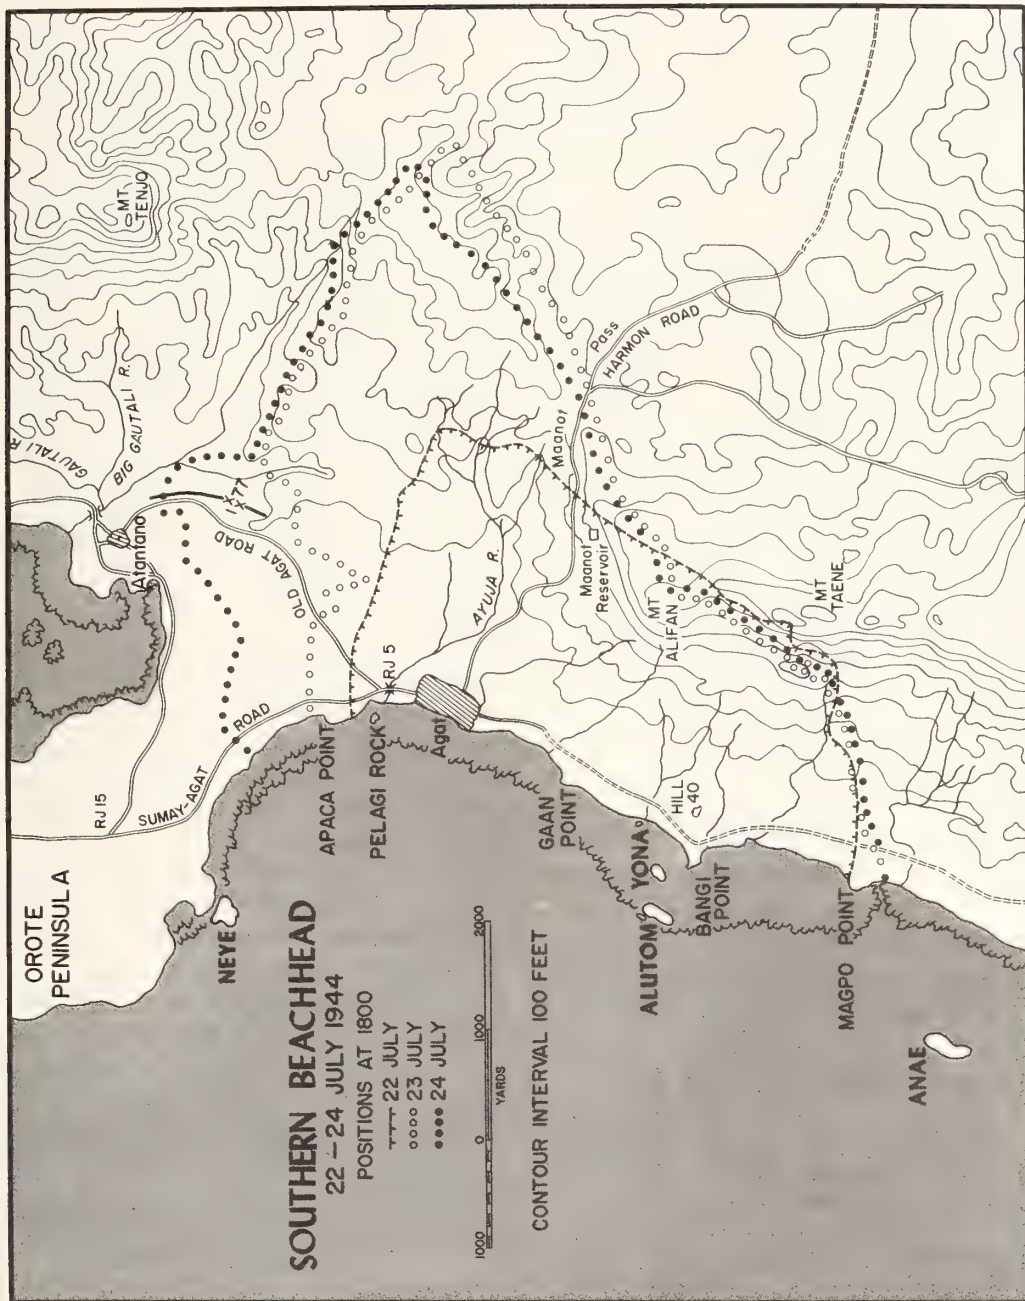 SOUTHERN BEACHHEAD
22 – 24 JULY 1944
POSITIONS AT 1800
22 JULY
23 JULY
24 JULY
1000 0 1000 2000
YARDS
CONTOUR INTERVAL 100 FEET
OROTE
PENINSULA
NEYE
RJ 15
SUMAY-AGAT ROAD
OLD AGAT ROAD
Atantano
GAUTALI R.
BIG GAUTALI R.
MT.
TENJO
APACA POINT
PELAGI ROCK
RJ 5
Agat
AYUJA R.
GAAN
POINT
Maanot Pass
HARMON ROAD
Maanot
Reservoir
MT
ALIFAN
MT
TAENE
HILL
40
YONA
ALUTOM
BANGI
POINT
MAGPO POINT
ANAE